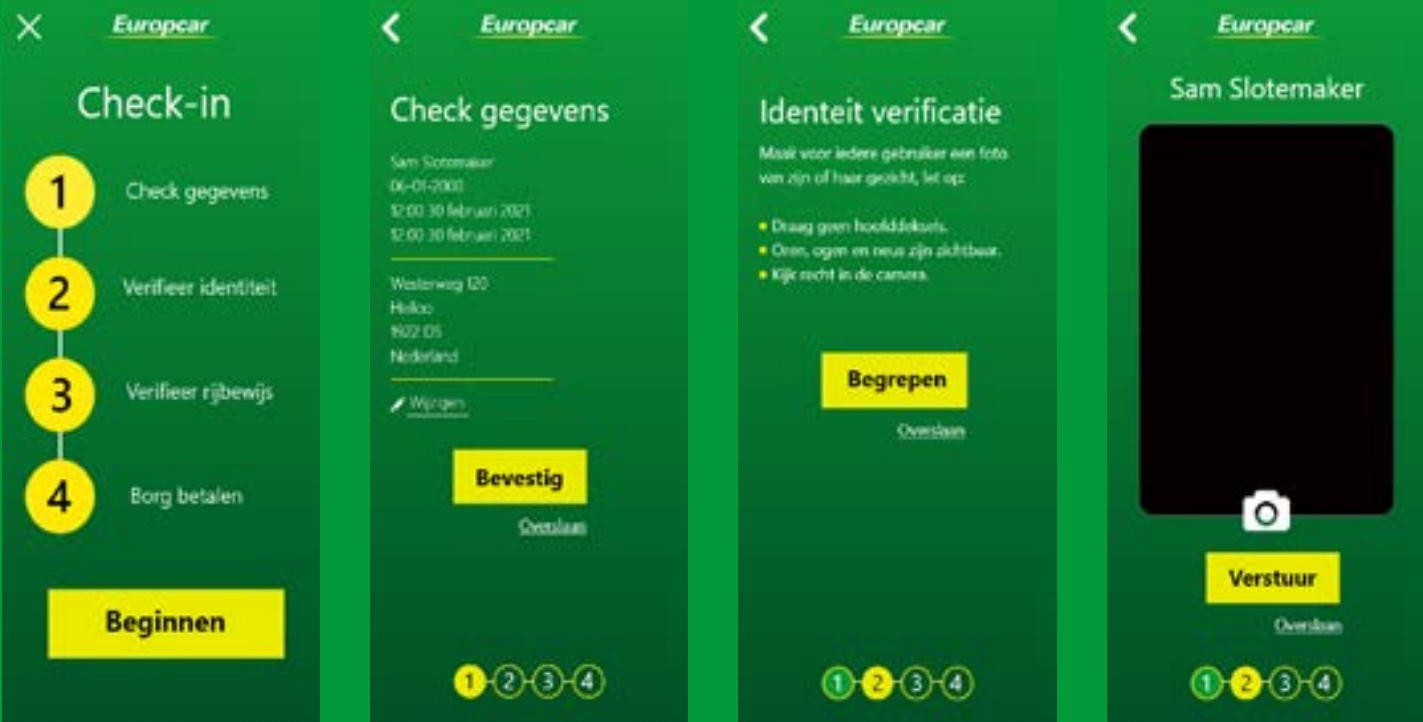 Europcar
Check-in
1
Check gegevens
2
Verifieer identiteit
3
Verifieer rijbewijs
4
Borg betalen
Beginnen
Europcar
Check gegevens
Sam Slotemaker
06-01-2000
12:00 30 februari 2021
12:00 30 februari 2021
Westerweg 120
Heiloo
1922 DS
Nederland
Wijzigen
Bevestig
Overslaan
1 2 3 4
Europcar
Identeit verificatie
Maak voor iedere gebruiker een foto
van zijn of haar gezicht, let op:
• Draag geen hoofddeksels.
• Oren, ogen en neus zijn zichtbaar.
• Kijk recht in de camera.
Begrepen
Overslaan
1 2 3 4
Europcar
Sam Slotemaker
Verstuur
Overslaan
1 2 3 4